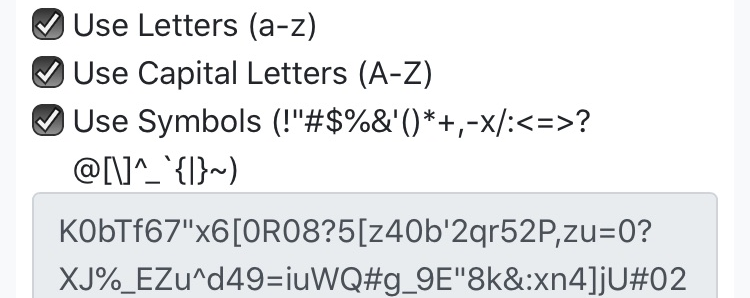 Use Letters (a-z)
Use Capital Letters (A-Z)
Use Symbols (!"#$%&'()*+,-x/:<=>?
@[\]^_`{|}~)
K0bTf67"x6[0R08?5[z40b'2qr52P,zu=0?
XJ%_EZu^d49=iuWQ#g_9E"8k&:xn4]jU#02